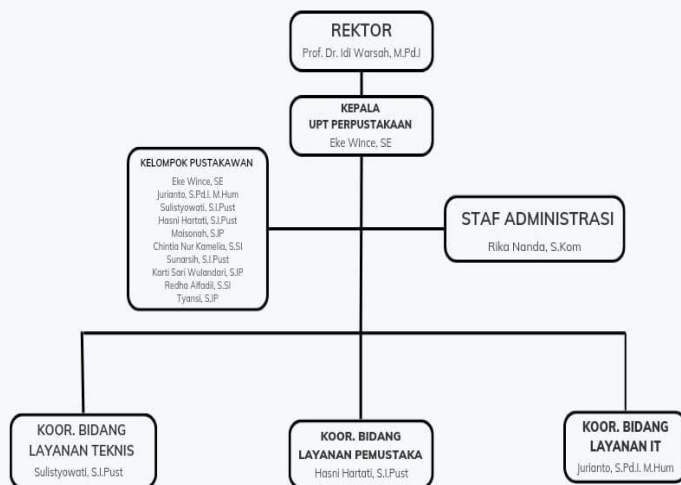 REKTOR
Prof. Dr. Idi Warsah, M.Pd.I
KEPALA
UPT PERPUSTAKAAN
Eke Wince, SE
KELOMPOK PUSTAKAWAN
Eke Wince, SE
Jurianto, S.Pd.I. M.Hum
Sulistyowati, S.I.Pust
Hasni Hartati, S.I.Pust
Maisonah, S.IP
Chintia Nur Kamelia, S.SI
Sunarsih, S.I.Pust
Karti Sari Wulandari, S.IP
Redha Alfadil, S.SI
Tyansi, S.IP
STAF ADMINISTRASI
Rika Nanda, S.Kom
KOOR. BIDANG
LAYANAN TEKNIS
Sulistyowati, S.I.Pust
KOOR. BIDANG
LAYANAN PEMUSTAKA
Hasni Hartati, S.I.Pust
KOOR. BIDANG
LAYANAN IT
Jurianto, S.Pd.I. M.Hum